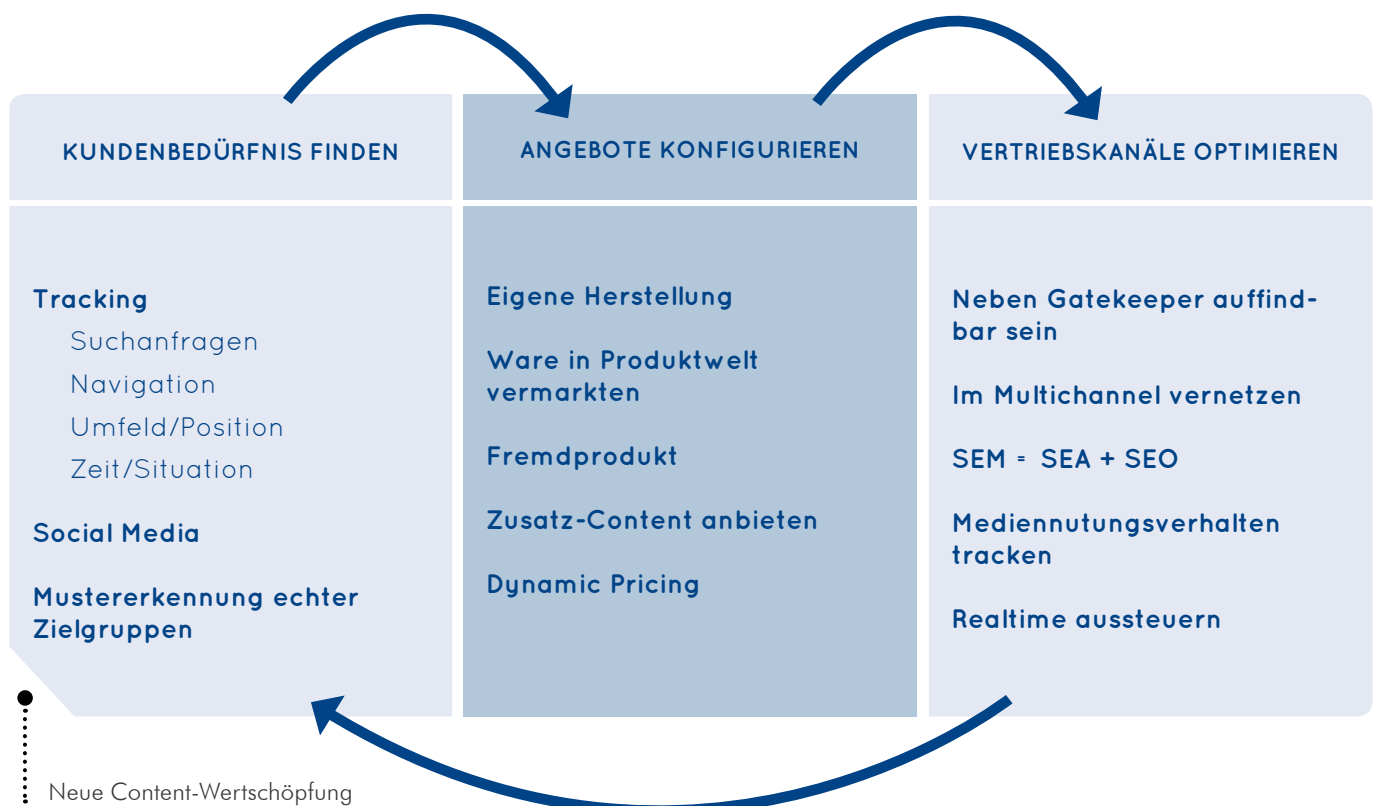 KUNDENBEDÜRFNIS FINDEN
Tracking
Suchanfragen
Navigation
Umfeld/Position
Zeit/Situation
Social Media
Mustererkennung echter
Zielgruppen
ANGEBOTE KONFIGURIEREN
Eigene Herstellung
Ware in Produktwelt
vermarkten
Fremdprodukt
Zusatz-Content anbieten
Dynamic Pricing
VERTRIEBSKANÄLE OPTIMIEREN
Neben Gatekeeper auffind-
bar sein
Im Multichannel vernetzen
SEM = SEA + SEO
Mediennutungsverhalten
tracken
Realtime aussteuern
Neue Content-Wertschöpfung